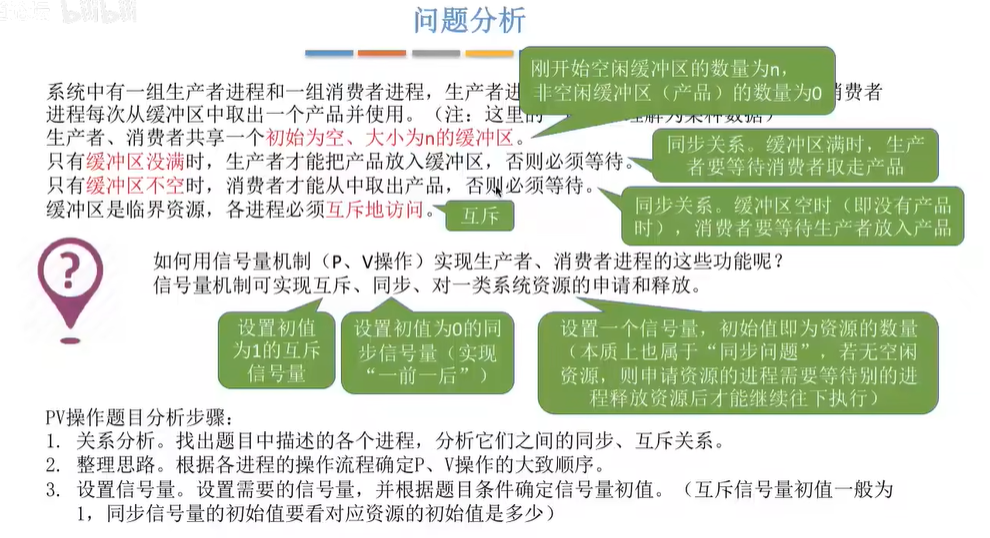 bilibili
问题分析
系统中有一组生产者进程和一组消费者进程，生产者进
消费者
进程每次从缓冲区中取出一个产品并使用。（注：这里的
理解为某种数据）
生产者、消费者共享一个初始为空、大小为n的缓冲区。
只有缓冲区没满时，生产者才能把产品放入缓冲区，否则必须等待。
只有缓冲区不空时，消费者才能从中取出产品，否则必须等待。
缓冲区是临界资源，各进程必须互斥地访问。
刚开始空闲缓冲区的数量为n，
非空闲缓冲区（产品）的数量为0
同步关系。缓冲区满时，生产
者要等待消费者取走产品
同步关系。缓冲区空时（即没有产品
时），消费者要等待生产者放入产品
互斥
?
如何用信号量机制（P、V操作）实现生产者、消费者进程的这些功能呢？
信号量机制可实现互斥、同步、对一类系统资源的申请和释放。
设置初值
为1的互斥
信号量
设置初值为0的同
步信号量（实现
“一前一后”）
设置一个信号量，初始值即为资源的数量
（本质上也属于“同步问题”，若无空闲
资源，则申请资源的进程需要等待别的进
程释放资源后才能继续往下执行）
PV操作题目分析步骤：
1. 关系分析。找出题目中描述的各个进程，分析它们之间的同步、互斥关系。
2. 整理思路。根据各进程的操作流程确定P、V操作的大致顺序。
3. 设置信号量。设置需要的信号量，并根据题目条件确定信号量初值。（互斥信号量初值一般为
1，同步信号量的初始值要看对应资源的初始值是多少）